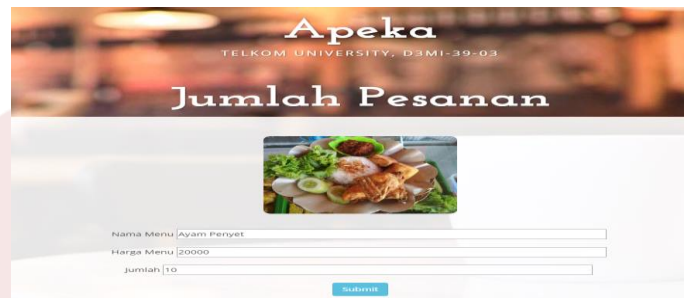 Apeka
TELKOM UNIVERSITY, D3MI-39-03
Jumlah Pesanan
Nama Menu Ayam Penyet
Harga Menu 20000
Jumlah 10
Submit